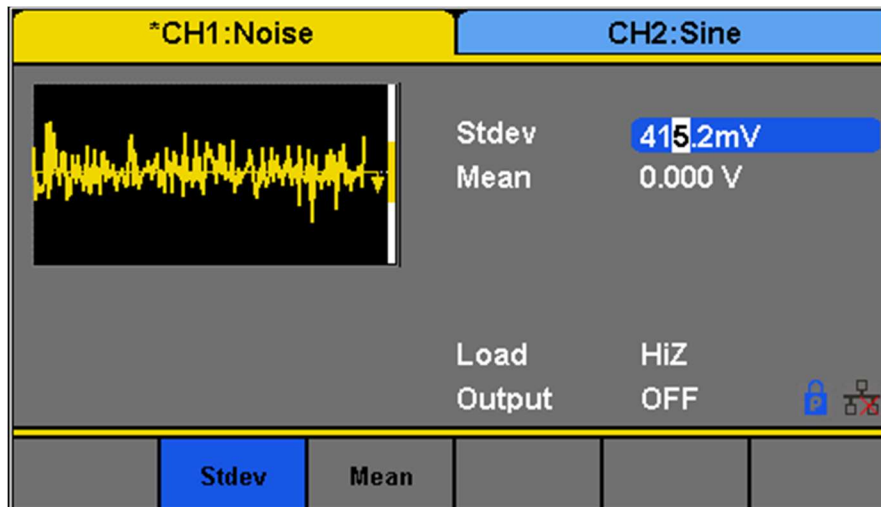 *CH1:Noise CH2:Sine
Stdev 415.2mV
Mean 0.000 V
Load HiZ
Output OFF P
Stdev Mean